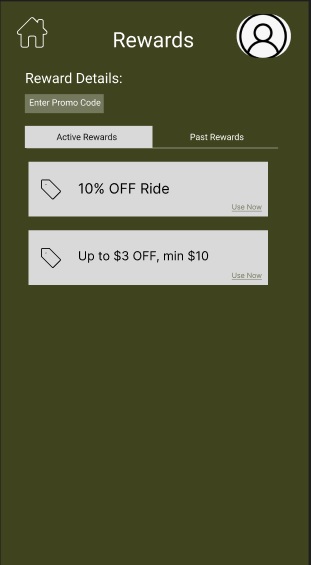 Rewards
Reward Details:
Enter Promo Code
Active Rewards
Past Rewards
10% OFF Ride
Use Now
Up to $3 OFF, min $10
Use Now